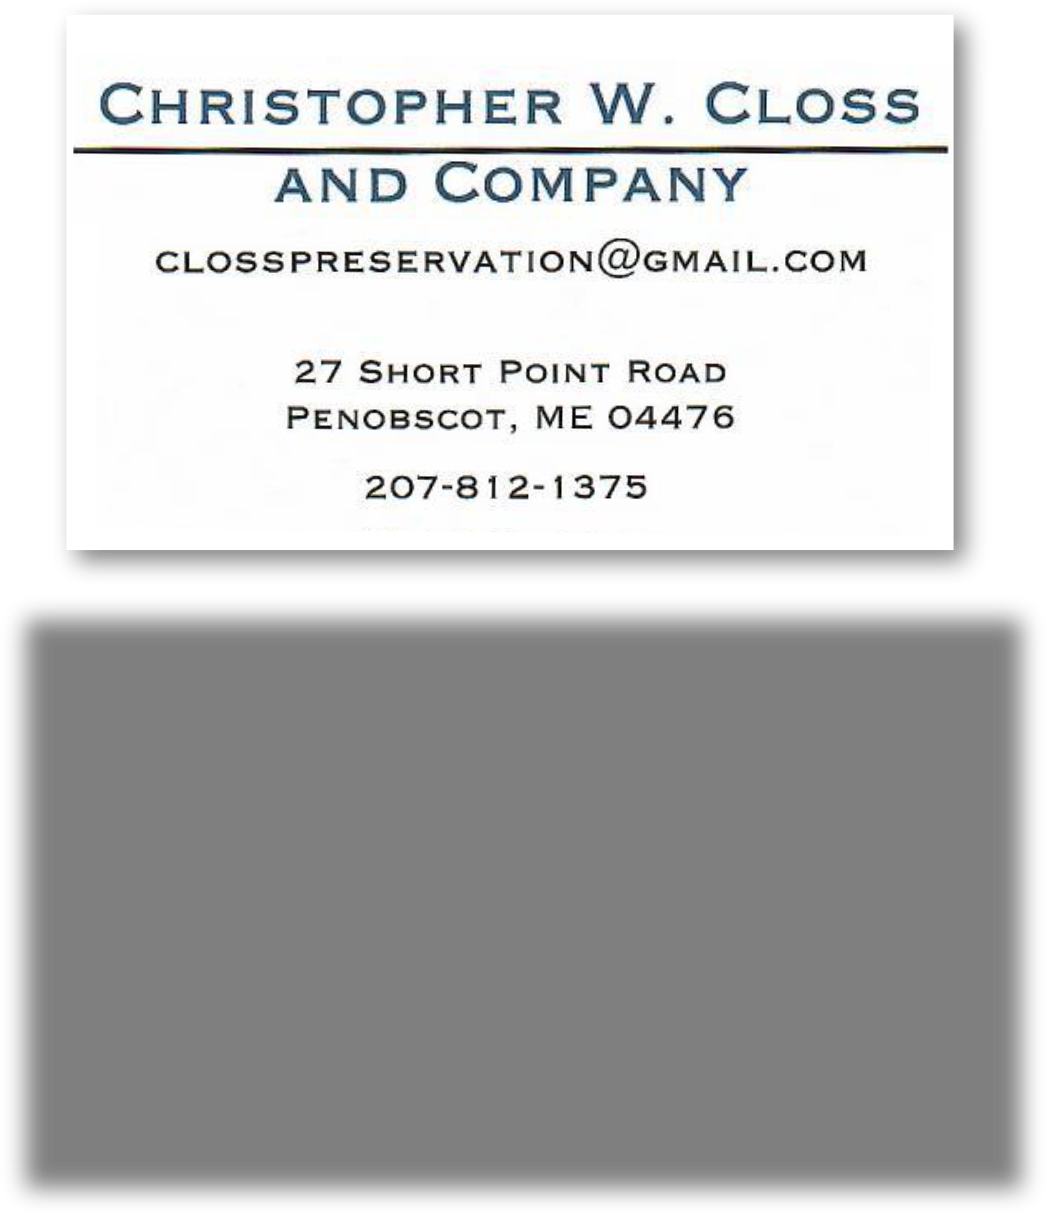 CHRISTOPHER W. CLOSS
AND COMPANY
CLOSSPRESERVATION@GMAIL.COM
27 SHORT POINT ROAD
PENOBSCOT, ME 04476
207-812-1375